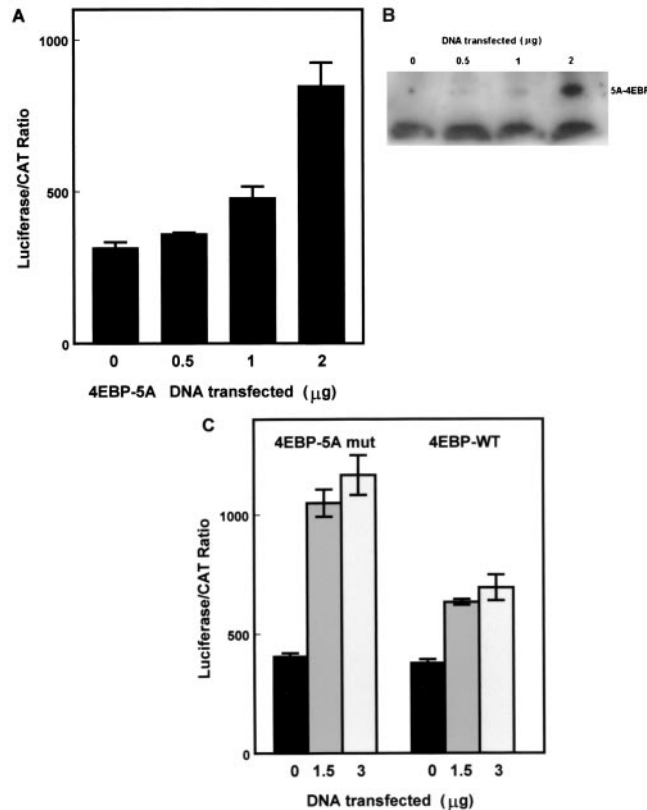 A
1000
500
0
Luciferase/CAT Ratio
0 0.5 1 2
4EBP-5A DNA transfected (μg)
B
DNA transfected (μg)
0 0.5 1 2
5A-4EBP
C
4EBP-5A mut 4EBP-WT
1000
500
0
Luciferase/CAT Ratio
0 1.5 3 0 1.5 3
DNA transfected (μg)